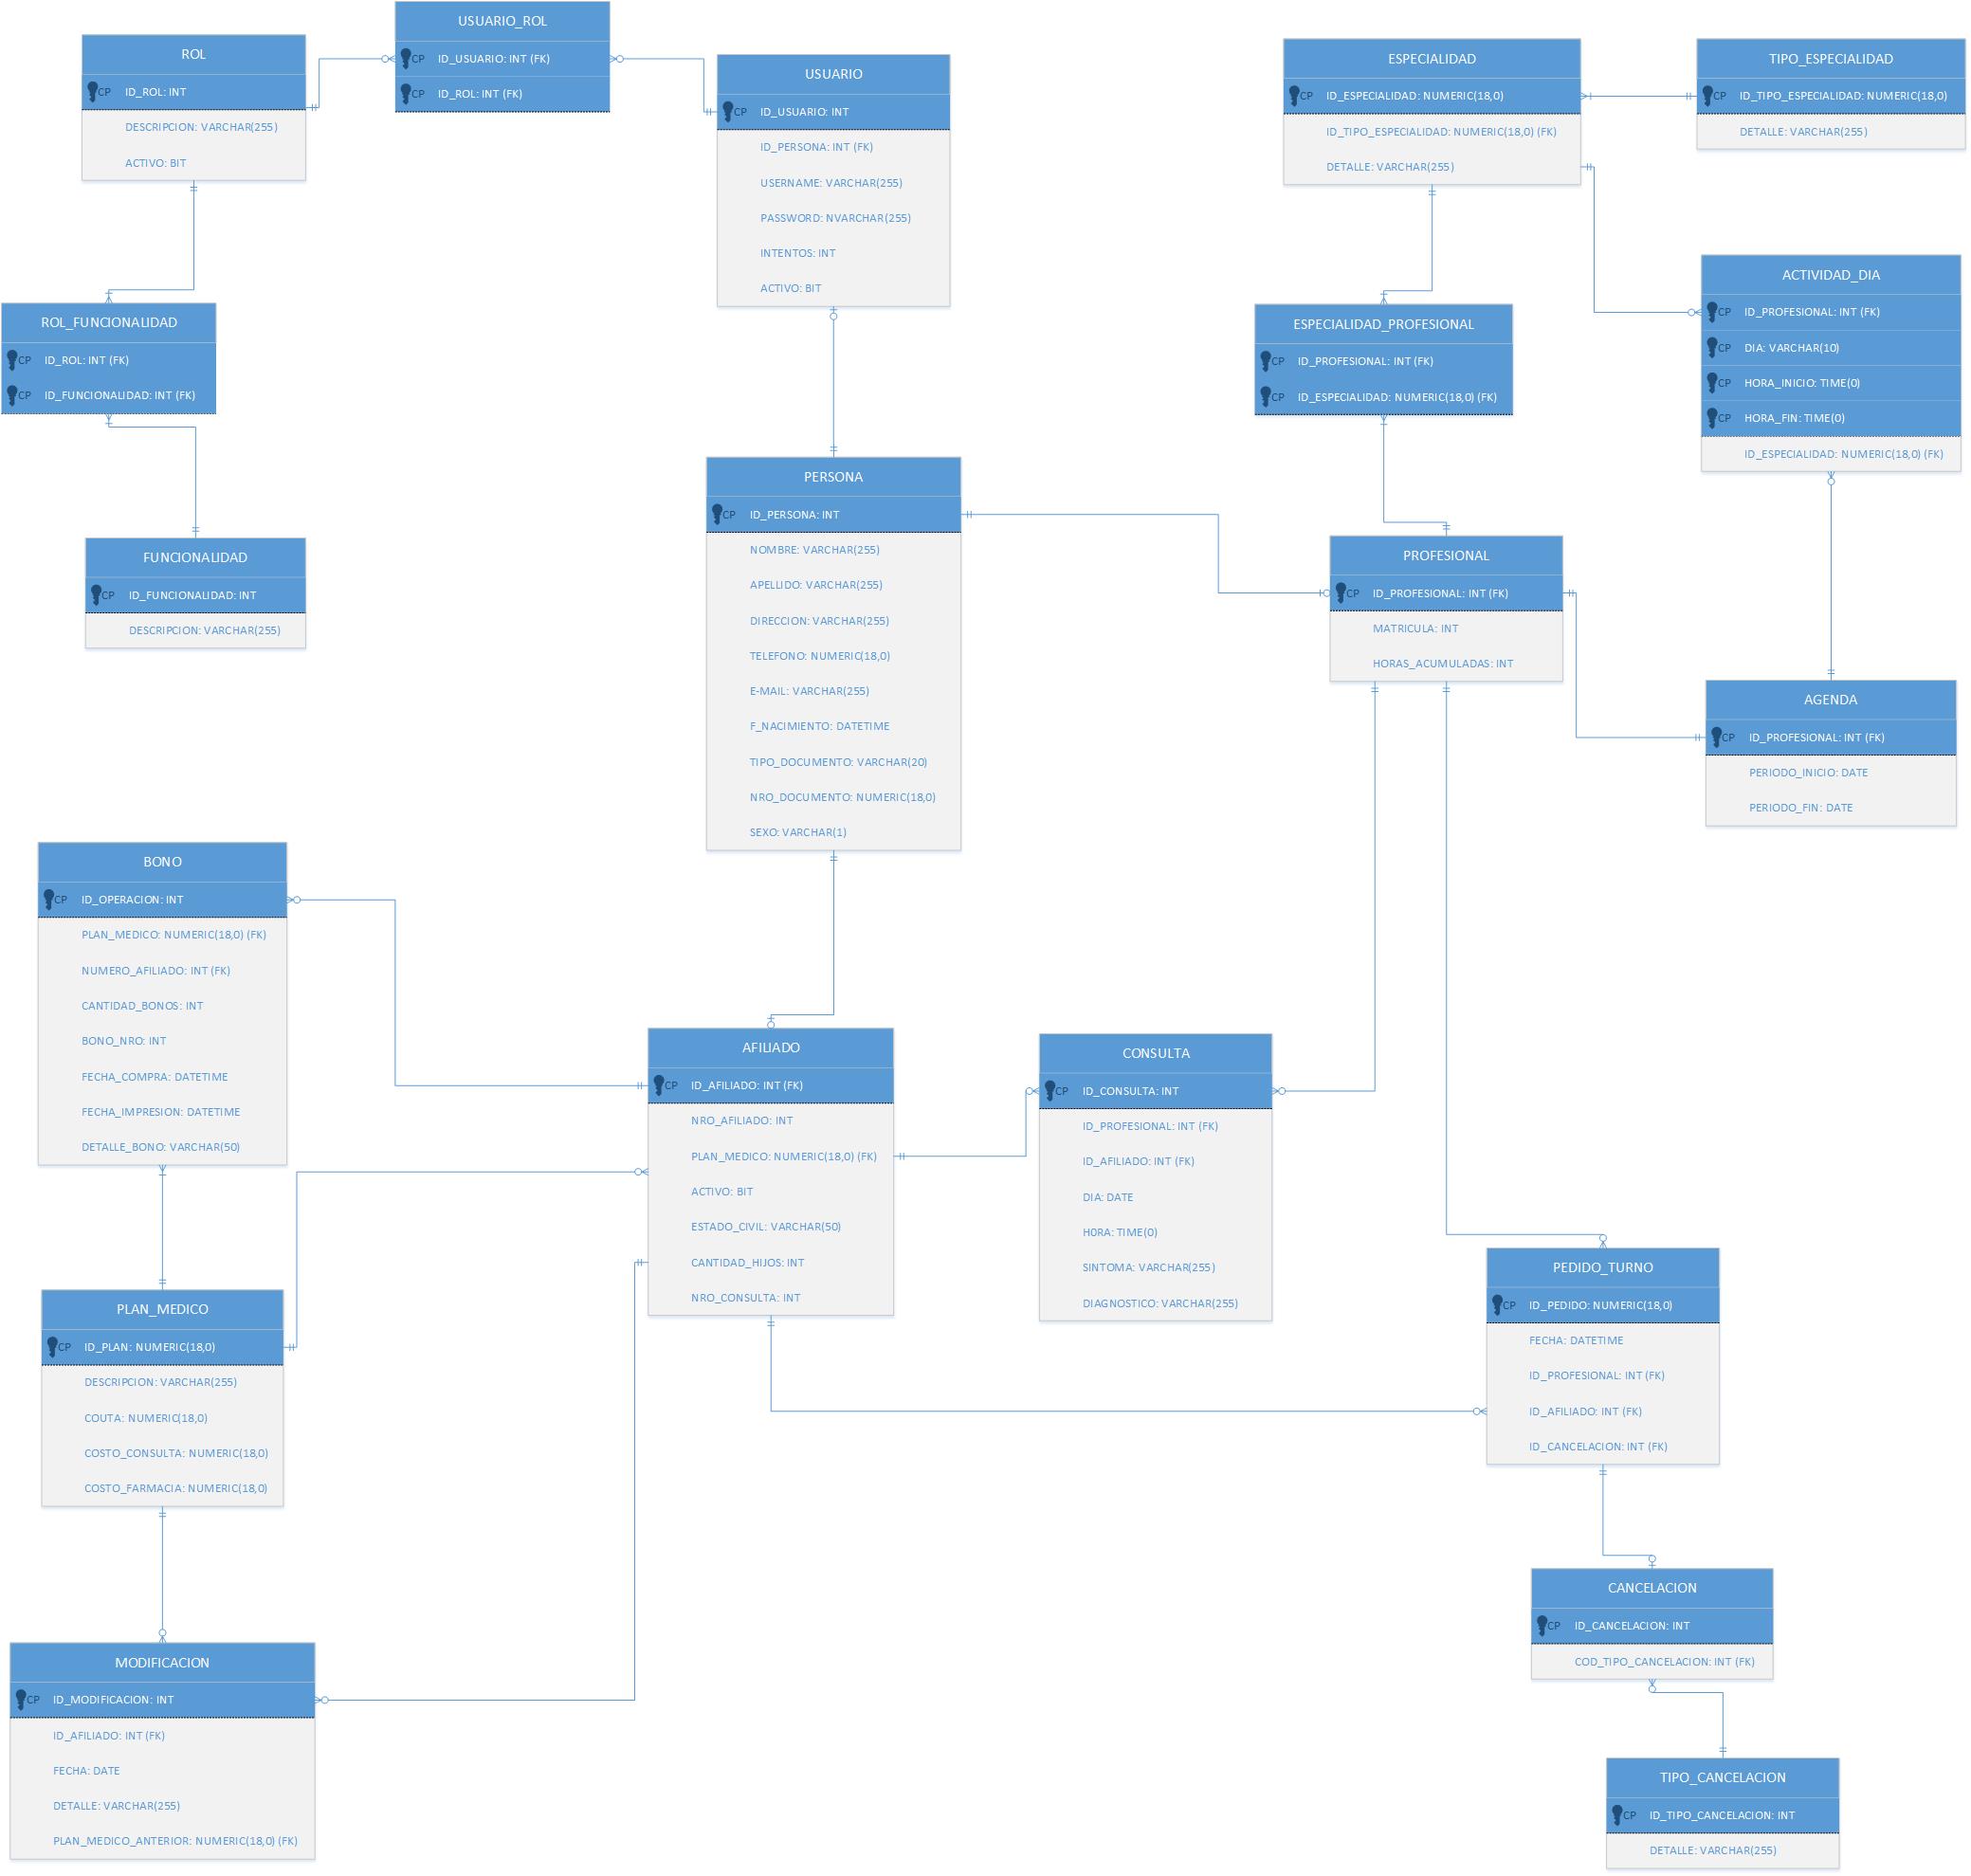 ROL
CP ID_ROL: INT
DESCRIPCION: VARCHAR(255)
ACTIVO: BIT
USUARIO_ROL
CP ID_USUARIO: INT (FK)
CP ID_ROL: INT (FK)
USUARIO
CP ID_USUARIO: INT
ID_PERSONA: INT (FK)
USERNAME: VARCHAR(255)
PASSWORD: NVARCHAR(255)
INTENTOS: INT
ACTIVO: BIT
ESPECIALIDAD
CP ID_ESPECIALIDAD: NUMERIC(18,0)
ID_TIPO_ESPECIALIDAD: NUMERIC(18,0) (FK)
DETALLE: VARCHAR(255)
TIPO_ESPECIALIDAD
CP ID_TIPO_ESPECIALIDAD: NUMERIC(18,0)
DETALLE: VARCHAR(255)
ROL_FUNCIONALIDAD
CP ID_ROL: INT (FK)
CP ID_FUNCIONALIDAD: INT (FK)
ESPECIALIDAD_PROFESIONAL
CP ID_PROFESIONAL: INT (FK)
CP ID_ESPECIALIDAD: NUMERIC(18,0) (FK)
ACTIVIDAD_DIA
CP ID_PROFESIONAL: INT (FK)
CP DIA: VARCHAR(10)
CP HORA_INICIO: TIME(0)
CP HORA_FIN: TIME(0)
ID_ESPECIALIDAD: NUMERIC(18,0) (FK)
FUNCIONALIDAD
CP ID_FUNCIONALIDAD: INT
DESCRIPCION: VARCHAR(255)
PERSONA
CP ID_PERSONA: INT
NOMBRE: VARCHAR(255)
APELLIDO: VARCHAR(255)
DIRECCION: VARCHAR(255)
TELEFONO: NUMERIC(18,0)
E-MAIL: VARCHAR(255)
F_NACIMIENTO: DATETIME
TIPO_DOCUMENTO: VARCHAR(20)
NRO_DOCUMENTO: NUMERIC(18,0)
SEXO: VARCHAR(1)
PROFESIONAL
CP ID_PROFESIONAL: INT (FK)
MATRICULA: INT
HORAS_ACUMULADAS: INT
AGENDA
CP ID_PROFESIONAL: INT (FK)
PERIODO_INICIO: DATE
PERIODO_FIN: DATE
BONO
CP ID_OPERACION: INT
PLAN_MEDICO: NUMERIC(18,0) (FK)
NUMERO_AFILIADO: INT (FK)
CANTIDAD_BONOS: INT
BONO_NRO: INT
FECHA_COMPRA: DATETIME
FECHA_IMPRESION: DATETIME
DETALLE_BONO: VARCHAR(50)
AFILIADO
CP ID_AFILIADO: INT (FK)
NRO_AFILIADO: INT
PLAN_MEDICO: NUMERIC(18,0) (FK)
ACTIVO: BIT
ESTADO_CIVIL: VARCHAR(50)
CANTIDAD_HIJOS: INT
NRO_CONSULTA: INT
CONSULTA
CP ID_CONSULTA: INT
ID_PROFESIONAL: INT (FK)
ID_AFILIADO: INT (FK)
DIA: DATE
H0RA: TIME(0)
SINTOMA: VARCHAR(255)
DIAGNOSTICO: VARCHAR(255)
PLAN_MEDICO
CP ID_PLAN: NUMERIC(18,0)
DESCRIPCION: VARCHAR(255)
COUTA: NUMERIC(18,0)
COSTO_CONSULTA: NUMERIC(18,0)
COSTO_FARMACIA: NUMERIC(18,0)
PEDIDO_TURNO
CP ID_PEDIDO: NUMERIC(18,0)
FECHA: DATETIME
ID_PROFESIONAL: INT (FK)
ID_AFILIADO: INT (FK)
ID_CANCELACION: INT (FK)
CANCELACION
CP ID_CANCELACION: INT
COD_TIPO_CANCELACION: INT (FK)
MODIFICACION
CP ID_MODIFICACION: INT
ID_AFILIADO: INT (FK)
FECHA: DATE
DETALLE: VARCHAR(255)
PLAN_MEDICO_ANTERIOR: NUMERIC(18,0) (FK)
TIPO_CANCELACION
CP ID_TIPO_CANCELACION: INT
DETALLE: VARCHAR(255)